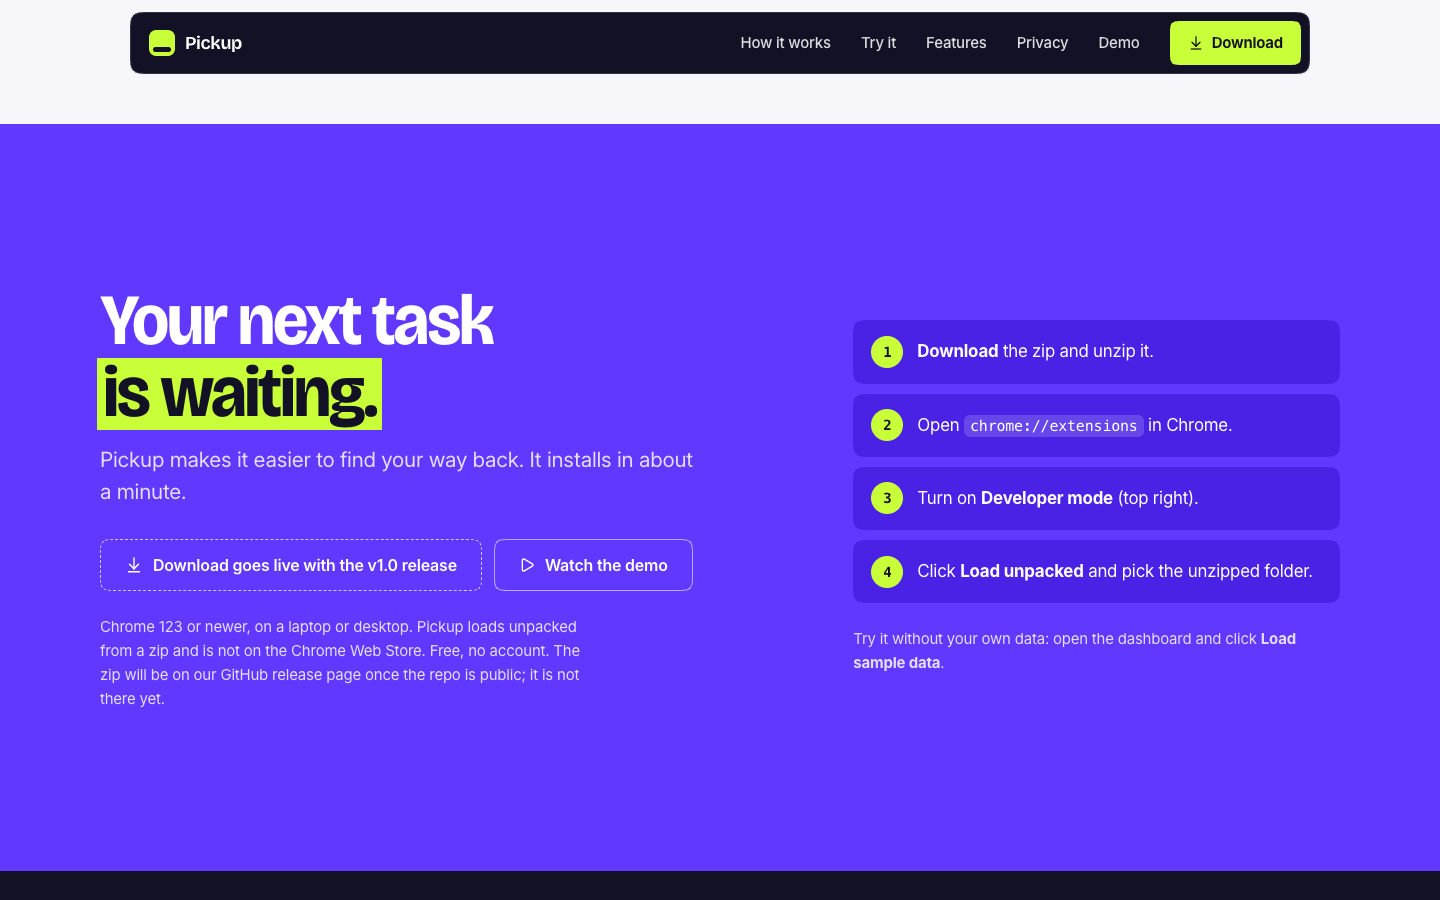 Pickup
How it works
Try it
Features
Privacy
Demo
Download
Your next task
is waiting.
Pickup makes it easier to find your way back. It installs in about
a minute.
Download goes live with the v1.0 release
Watch the demo
Chrome 123 or newer, on a laptop or desktop. Pickup loads unpacked
from a zip and is not on the Chrome Web Store. Free, no account. The
zip will be on our GitHub release page once the repo is public; it is not
there yet.
1 Download the zip and unzip it.
2 Open chrome://extensions in Chrome.
3 Turn on Developer mode (top right).
4 Click Load unpacked and pick the unzipped folder.
Try it without your own data: open the dashboard and click Load
sample data.